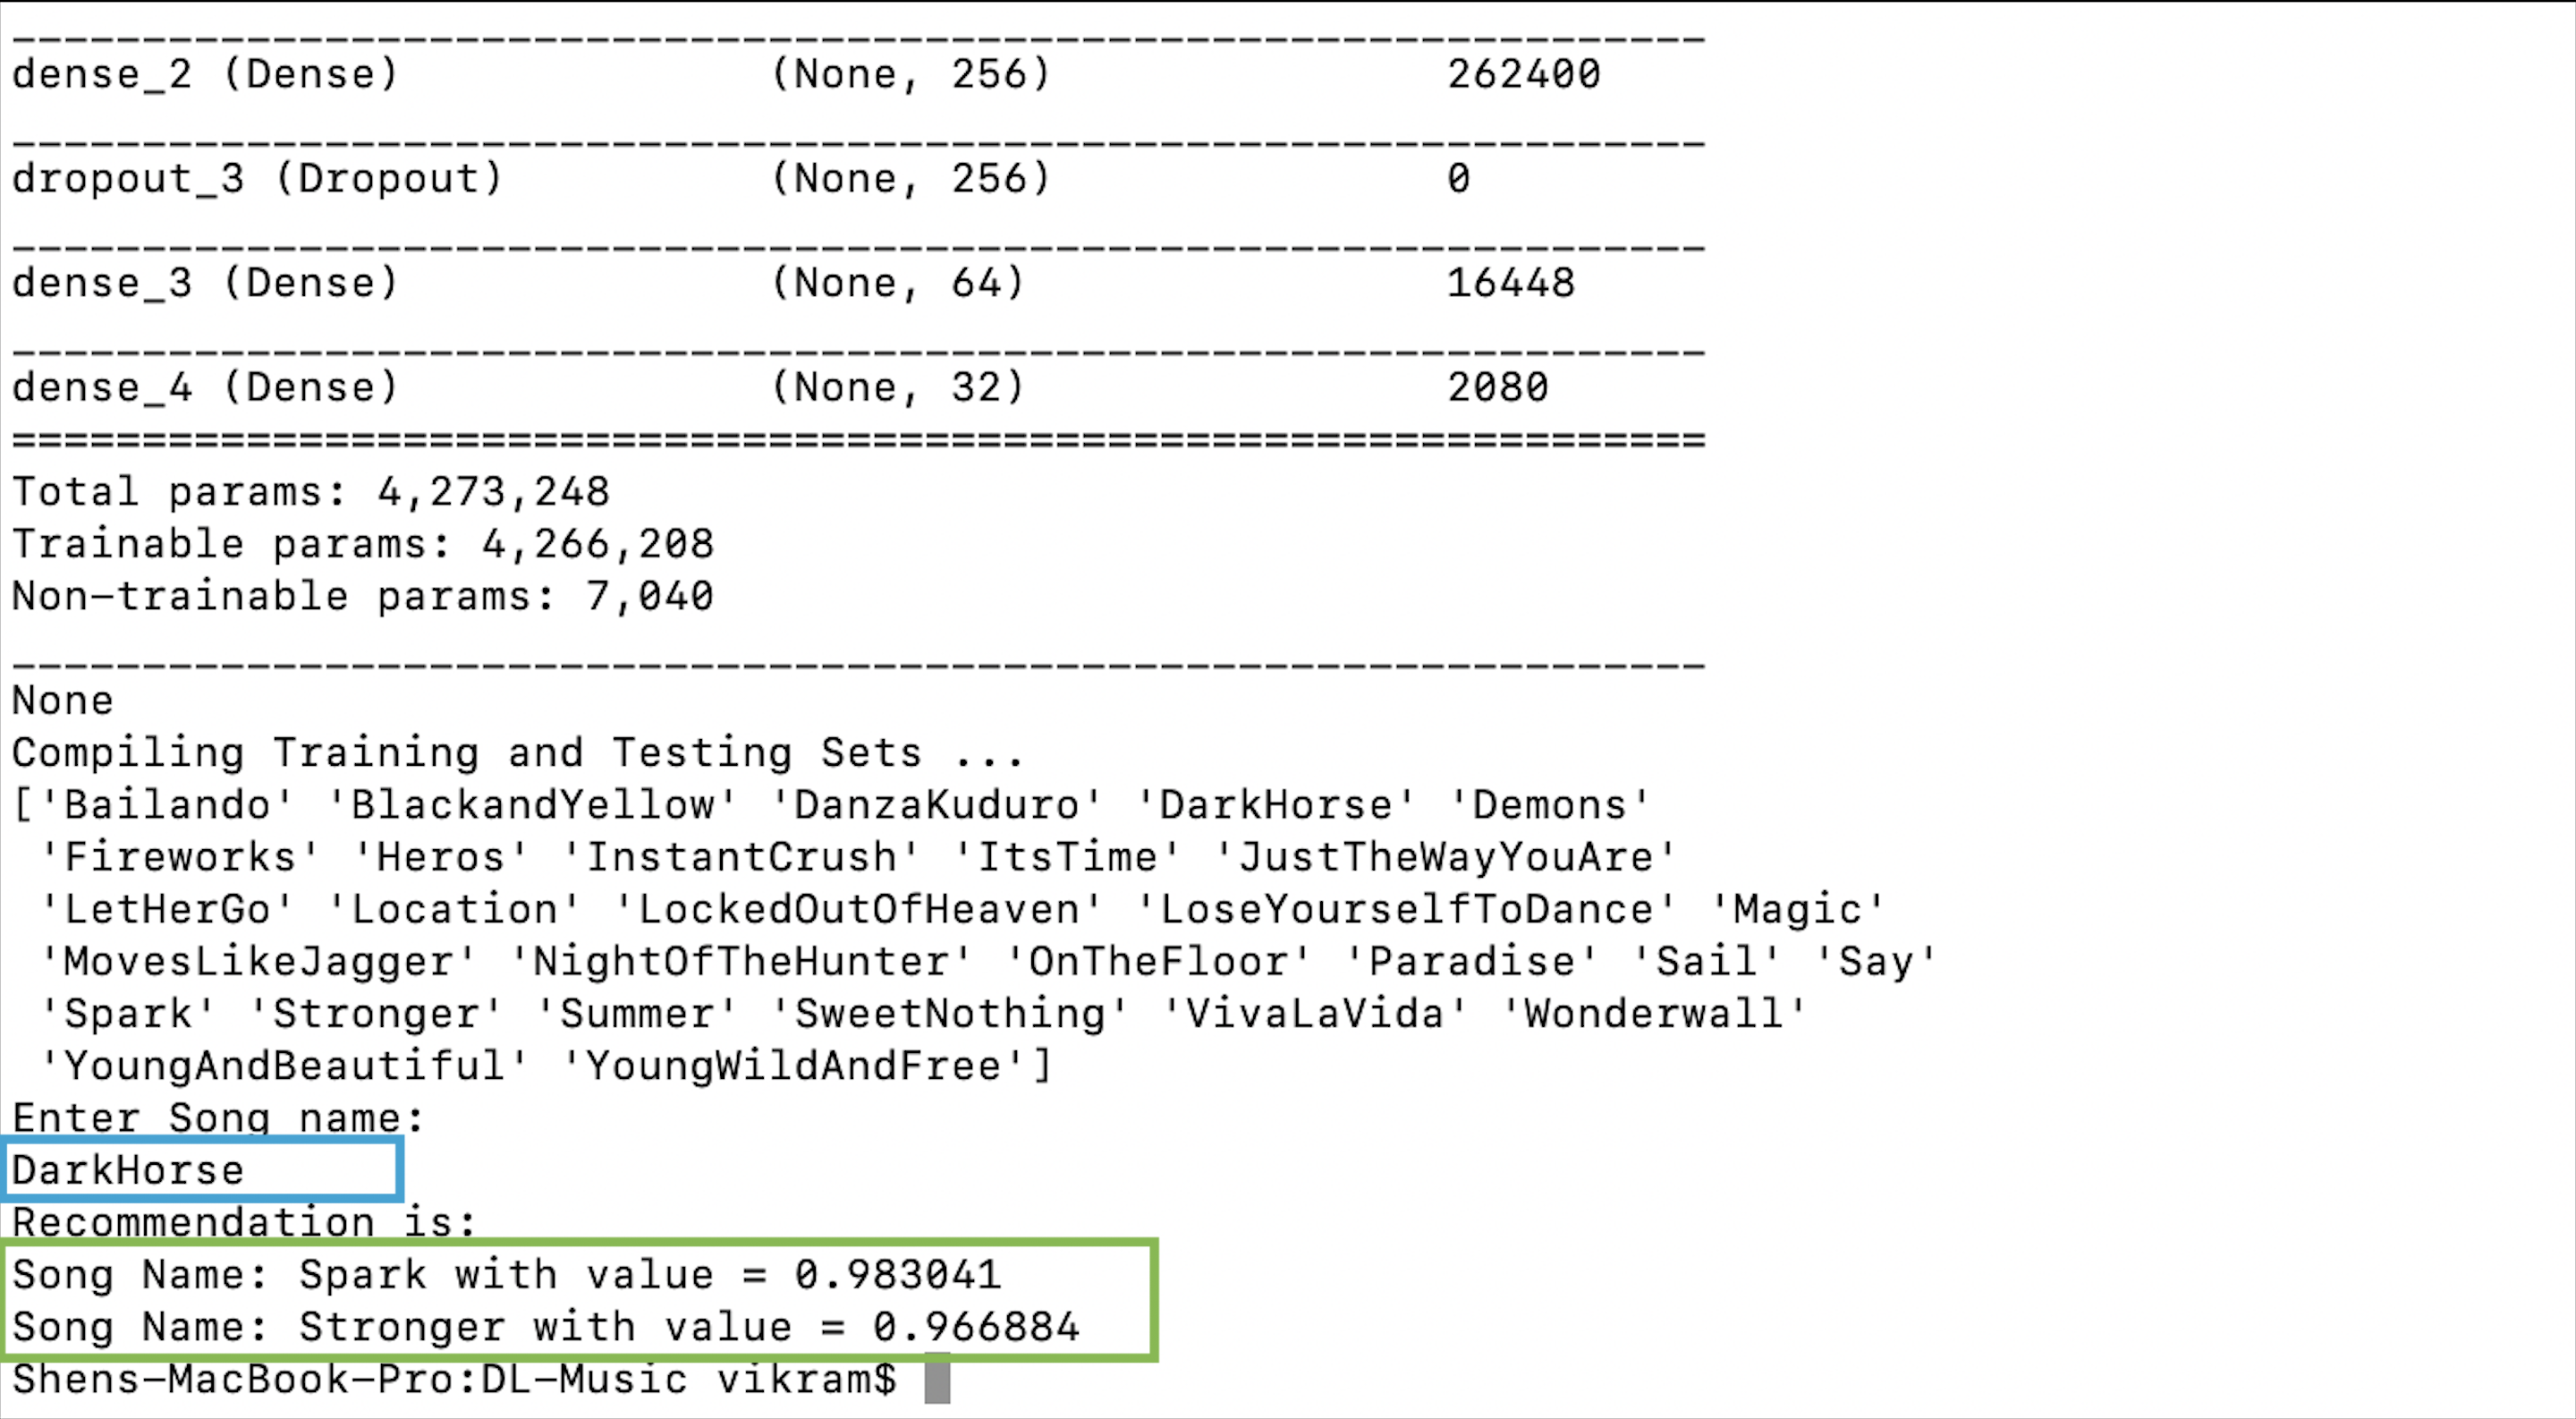 _________________________________________________________________
dense_2 (Dense)              (None, 256)               262400
_________________________________________________________________
dropout_3 (Dropout)          (None, 256)               0
_________________________________________________________________
dense_3 (Dense)              (None, 64)                16448
_________________________________________________________________
dense_4 (Dense)              (None, 32)                2080
=================================================================
Total params: 4,273,248
Trainable params: 4,266,208
Non-trainable params: 7,040
_________________________________________________________________
None
Compiling Training and Testing Sets ...
['Bailando' 'BlackandYellow' 'DanzaKuduro' 'DarkHorse' 'Demons'
 'Fireworks' 'Heros' 'InstantCrush' 'ItsTime' 'JustTheWayYouAre'
 'LetHerGo' 'Location' 'LockedOutOfHeaven' 'LoseYourselfToDance' 'Magic'
 'MovesLikeJagger' 'NightOfTheHunter' 'OnTheFloor' 'Paradise' 'Sail' 'Say'
 'Spark' 'Stronger' 'Summer' 'SweetNothing' 'VivaLaVida' 'Wonderwall'
 'YoungAndBeautiful' 'YoungWildAndFree']
Enter Song name:
DarkHorse
Recommendation is:
Song Name: Spark with value = 0.983041
Song Name: Stronger with value = 0.966884
Shens-MacBook-Pro:DL-Music vikram$